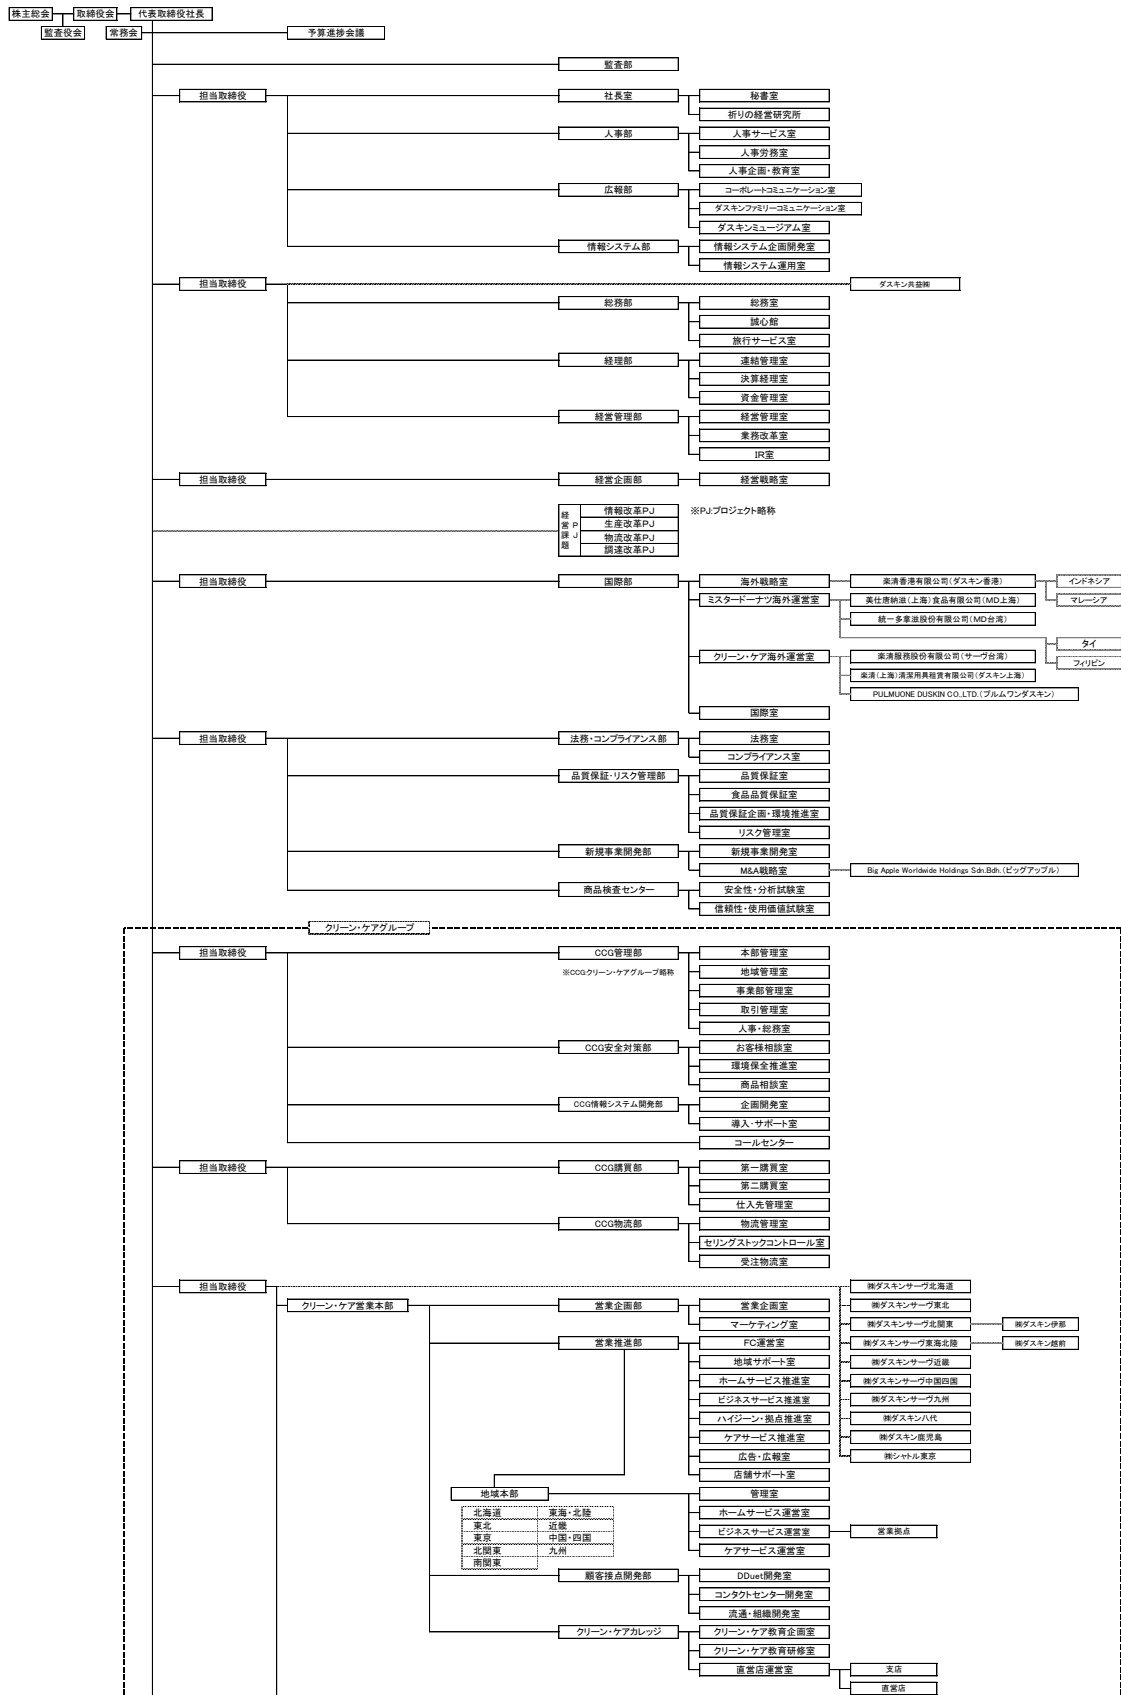 株主総会 取締役会 代表取締役社長
監査役会 常務会 予算進捗会議
監査部
担当取締役 社長室 秘書室
祈りの経営研究所
人事部 人事サービス室
人事労務室
人事企画・教育室
広報部 コーポレートコミュニケーション室
ダスキンファミリーコミュニケーション室
ダスキンミュージアム室
情報システム部 情報システム企画開発室
情報システム運用室
担当取締役 ダスキン共益㈱
総務部 総務室
誠心館
旅行サービス室
経理部 連結管理室
決算経理室
資金管理室
経営管理部 経営管理室
業務改革室
IR室
担当取締役 経営企画部 経営戦略室
経営課題PJ 情報改革PJ ※PJ:プロジェクト略称
生産改革PJ
物流改革PJ
調達改革PJ
担当取締役 国際部 海外戦略室 楽清香港有限公司(ダスキン香港) インドネシア
ミスタードーナツ海外運営室 美仕唐納滋(上海)食品有限公司(MD上海) マレーシア
統一多拿滋股份有限公司(MD台湾)
タイ
クリーン・ケア海外運営室 楽清服務股份有限公司(サーヴ台湾) フィリピン
楽清(上海)清潔用具租賃有限公司(ダスキン上海)
PULMUONE DUSKIN CO.,LTD.(プルムワンダスキン)
国際室
担当取締役 法務・コンプライアンス部 法務室
コンプライアンス室
品質保証・リスク管理部 品質保証室
食品品質保証室
品質保証企画・環境推進室
リスク管理室
新規事業開発部 新規事業開発室
M&A戦略室 Big Apple Worldwide Holdings Sdn.Bdh.(ビッグアップル)
商品検査センター 安全性・分析試験室
信頼性・使用価値試験室
クリーン・ケアグループ
担当取締役 CCG管理部 本部管理室
※CCG:クリーン・ケアグループ略称 地域管理室
事業部管理室
取引管理室
人事・総務室
CCG安全対策部 お客様相談室
環境保全推進室
商品相談室
CCG情報システム開発部 企画開発室
導入・サポート室
コールセンター
担当取締役 CCG購買部 第一購買室
第二購買室
仕入先管理室
CCG物流部 物流管理室
セリングストックコントロール室
受注物流室
担当取締役 ㈱ダスキンサーヴ北海道
クリーン・ケア営業本部 営業企画部 営業企画室 ㈱ダスキンサーヴ東北
マーケティング室 ㈱ダスキンサーヴ北関東 ㈱ダスキン伊那
営業推進部 FC運営室 ㈱ダスキンサーヴ東海北陸 ㈱ダスキン越前
地域サポート室 ㈱ダスキンサーヴ近畿
ホームサービス推進室 ㈱ダスキンサーヴ中国四国
ビジネスサービス推進室 ㈱ダスキンサーヴ九州
ハイジーン・拠点推進室 ㈱ダスキン八代
ケアサービス推進室 ㈱ダスキン鹿児島
広告・広報室 ㈱シャトル東京
店舗サポート室
地域本部 管理室
北海道 東海・北陸 ホームサービス運営室
東北 近畿
東京 中国・四国 ビジネスサービス運営室 営業拠点
北関東 九州 ケアサービス運営室
南関東
顧客接点開発部 DDuet開発室
コンタクトセンター開発室
流通・組織開発室
クリーン・ケアカレッジ クリーン・ケア教育企画室
クリーン・ケア教育研修室
直営店運営室 支店
直営店